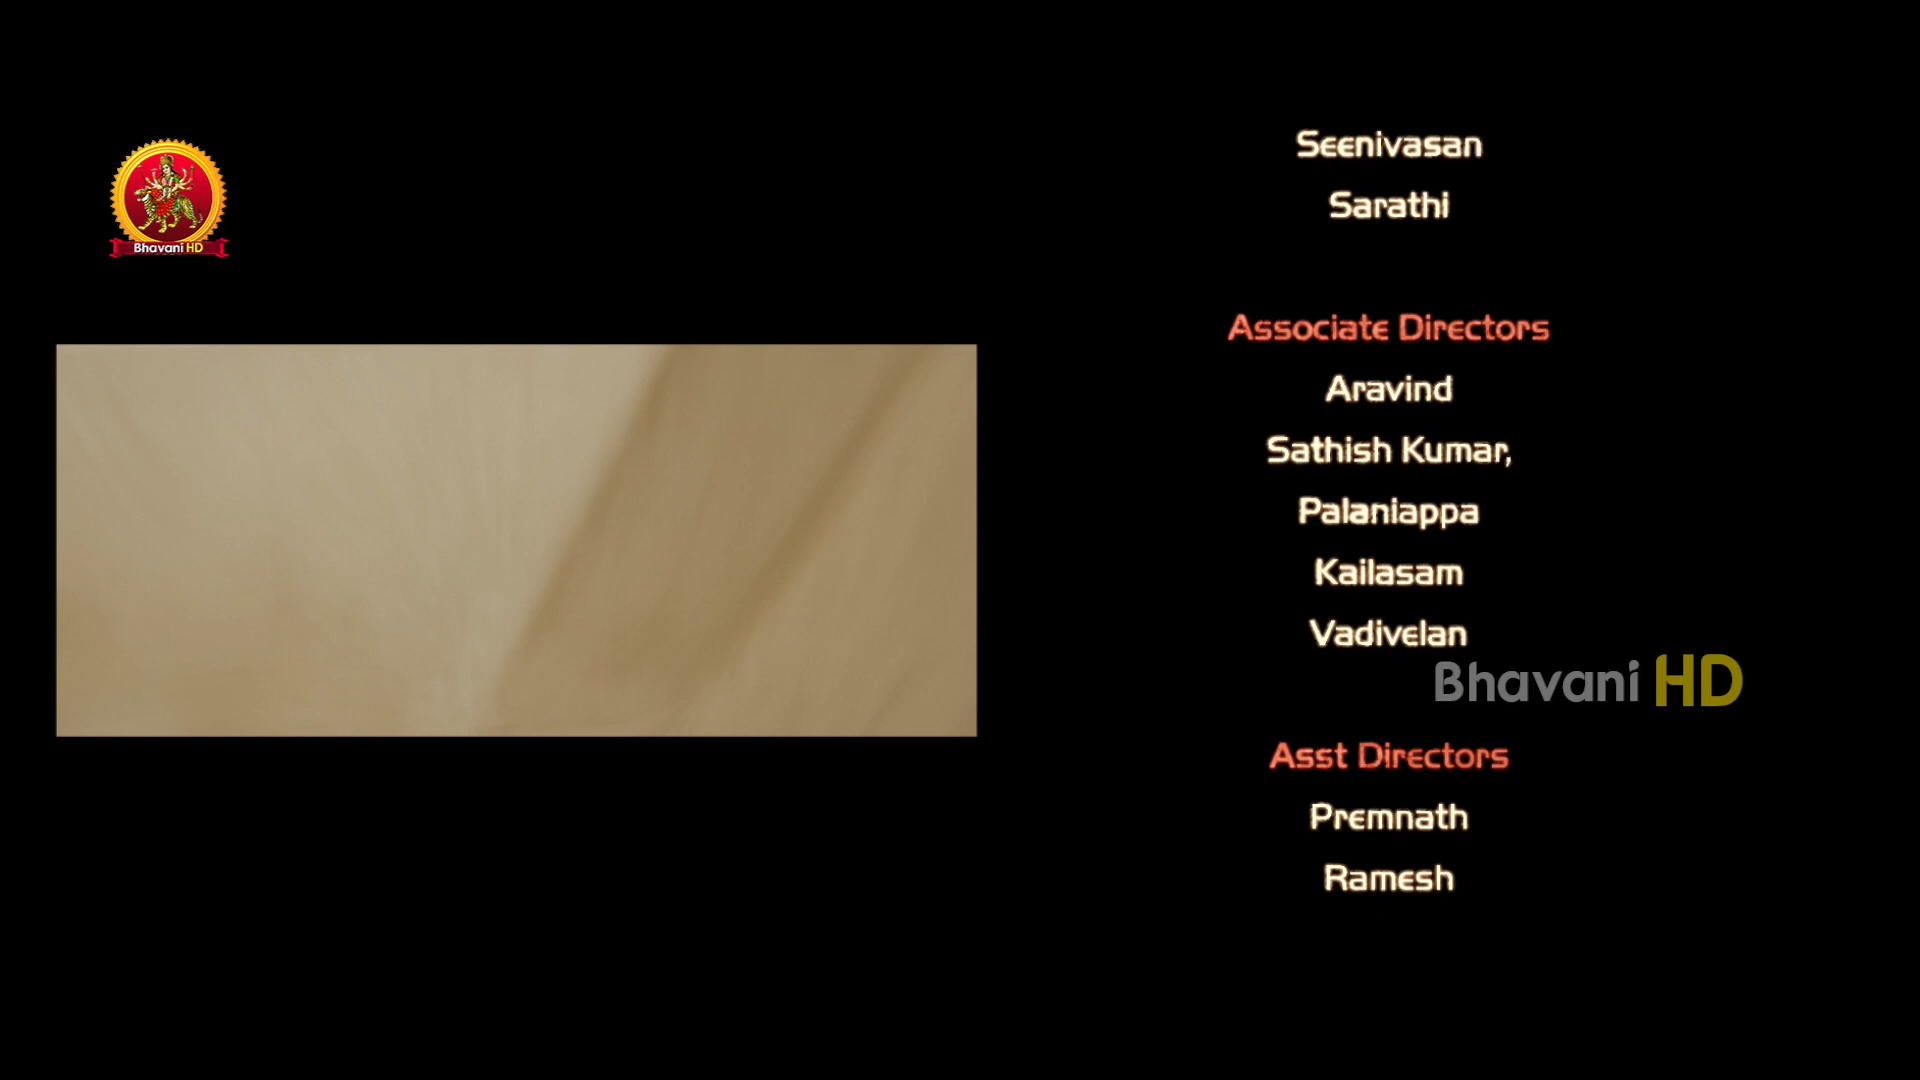 Seenivasan
Sarathi
Bhavani HD
Associate Directors
Aravind
Sathish Kumar,
Palaniappa
Kailasam
Vadivelan
Bhavani HD
Asst Directors
Premnath
Ramesh